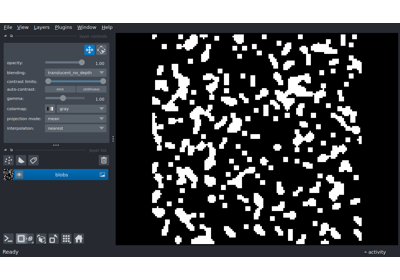 File View Layers Plugins Window Help
opacity: 1.00
blending: translucent_no_depth
contrast limits:
auto-contrast: once continuous
gamma: 1.00
colormap: gray
projection mode: none
interpolation: nearest
blobs
Ready activity